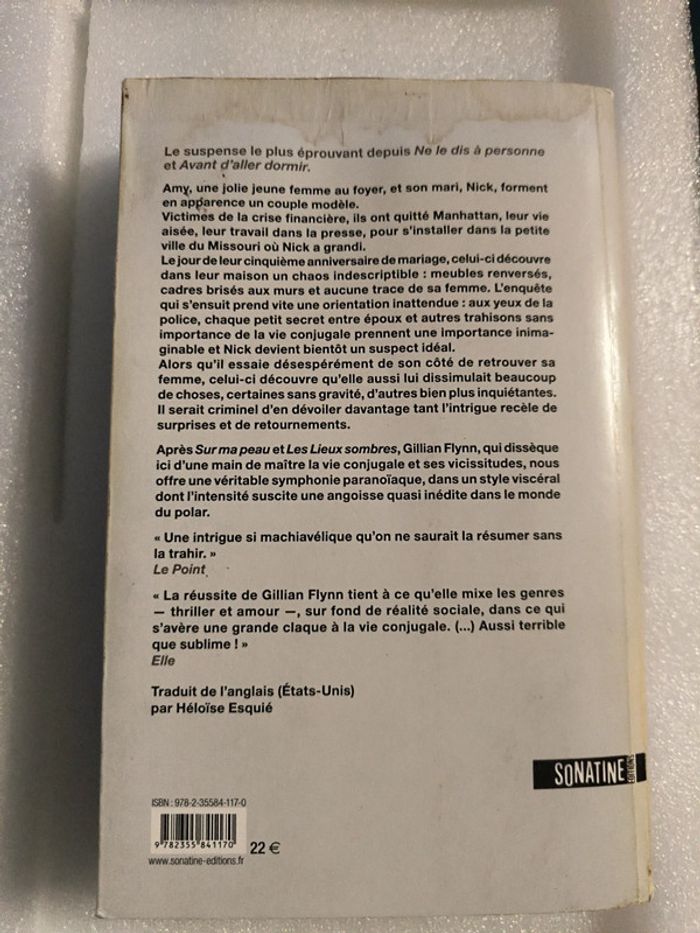 Le suspense le plus éprouvant depuis Ne le dis à personne
et Avant d'aller dormir.
Amy, une jolie jeune femme au foyer, et son mari, Nick, forment
en apparence un couple modèle.
Victimes de la crise financière, ils ont quitté Manhattan, leur vie
aisée, leur travail dans la presse, pour s'installer dans la petite
ville du Missouri où Nick a grandi.
Le jour de leur cinquième anniversaire de mariage, celui-ci découvre
dans leur maison un chaos indescriptible : meubles renversés,
cadres brisés aux murs et aucune trace de sa femme. L'enquête
qui s'ensuit prend vite une orientation inattendue : aux yeux de la
police, chaque petit secret entre époux et autres trahisons sans
importance de la vie conjugale prennent une importance inima-
ginable et Nick devient bientôt un suspect idéal.
Alors qu'il essaie désespérément de son côté de retrouver sa
femme, celui-ci découvre qu'elle aussi lui dissimulait beaucoup
de choses, certaines sans gravité, d'autres bien plus inquiétantes.
Il serait criminel d'en dévoiler davantage tant l'intrigue recèle de
surprises et de retournements.
Après Sur ma peau et Les Lieux sombres, Gillian Flynn, qui dissèque
ici d'une main de maître la vie conjugale et ses vicissitudes, nous
offre une véritable symphonie paranoïaque, dans un style viscéral
dont l'intensité suscite une angoisse quasi inédite dans le monde
du polar.
« Une intrigue si machiavélique qu'on ne saurait la résumer sans
la trahir. »
Le Point
« La réussite de Gillian Flynn tient à ce qu'elle mixe les genres
— thriller et amour —, sur fond de réalité sociale, dans ce qui
s'avère une grande claque à la vie conjugale. (...) Aussi terrible
que sublime ! »
Elle
Traduit de l'anglais (États-Unis)
par Héloïse Esquié
SONATINE
ÉDITIONS
ISBN : 978-2-35584-117-0
9 782355 841170
22 €
www.sonatine-editions.fr